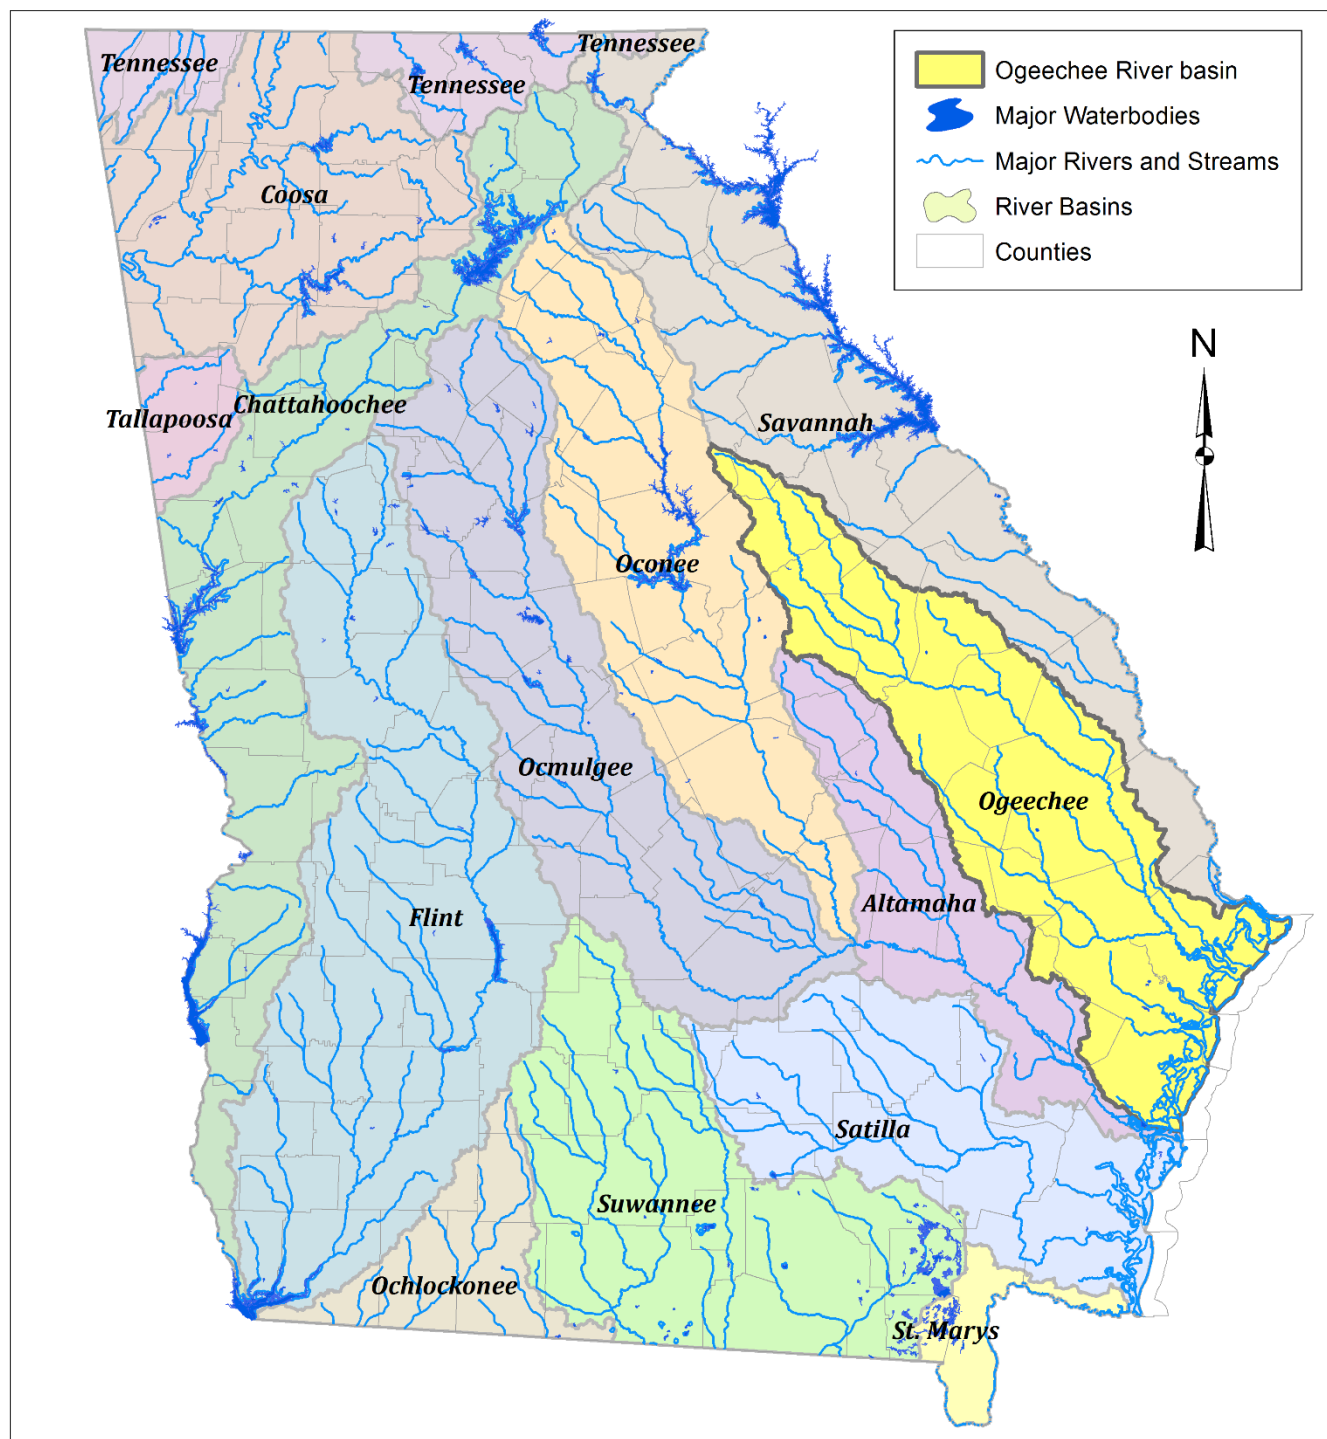 Tennessee
Tennessee
Tennessee
Ogeechee River basin
Major Waterbodies
Major Rivers and Streams
River Basins
Counties
Coosa
N
Tallapoosa
Chattahoochee
Savannah
Oconee
Ocmulgee
Ogeechee
Flint
Altamaha
Satilla
Suwannee
Ochlockonee
St. Marys